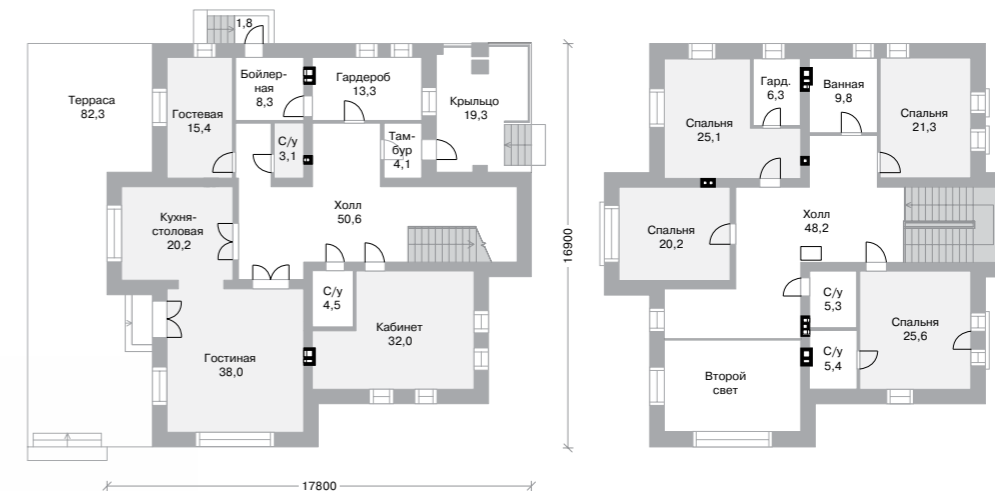 1,8
Терраса
82,3
Гостевая
15,4
Бойлер-
ная
8,3
Гардероб
13,3
Крыльцо
19,3
С/у
3,1
Там-
бур
4,1
Кухня-
столовая
20,2
Холл
50,6
С/у
4,5
Кабинет
32,0
Гостиная
38,0
17800
16900
Спальня
25,1
Гард.
6,3
Ванная
9,8
Спальня
21,3
Спальня
20,2
Холл
48,2
С/у
5,3
Спальня
25,6
С/у
5,4
Второй
свет